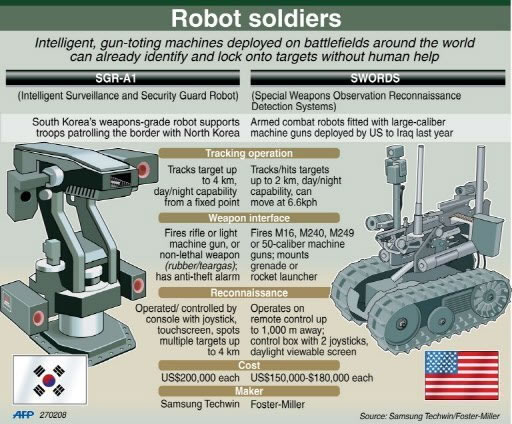 Robot soldiers
Intelligent, gun-toting machines deployed on battlefields around the world
can already identify and lock onto targets without human help
SGR-A1
(Intelligent Surveillance and Security Guard Robot)
South Korea's weapons-grade robot supports
troops patrolling the border with North Korea
SWORDS
(Special Weapons Observation Reconnaissance
Detection Systems)
Armed combat robots fitted with large-caliber
machine guns deployed by US to Iraq last year
Tracking operation
Tracks target up
to 4 km,
day/night capability
from a fixed point
Tracks/hits targets
up to 2 km, day/night
capability, can
move at 6.6kph
Weapon interface
Fires rifle or light
machine gun, or
non-lethal weapon
(rubber/teargas);
has anti-theft alarm
Fires M16, M240, M249
or 50-caliber machine
guns; mounts
grenade or
rocket launcher
Reconnaissance
Operated/ controlled by
console with joystick,
touchscreen, spots
multiple targets up
to 4 km
Operates on
remote control up
to 1,000 m away;
control box with 2 joysticks,
daylight viewable screen
Cost
US$200,000 each
US$150,000-$180,000 each
Maker
Samsung Techwin
Foster-Miller
AFP 270208
Source: Samsung Techwin/Foster-Miller